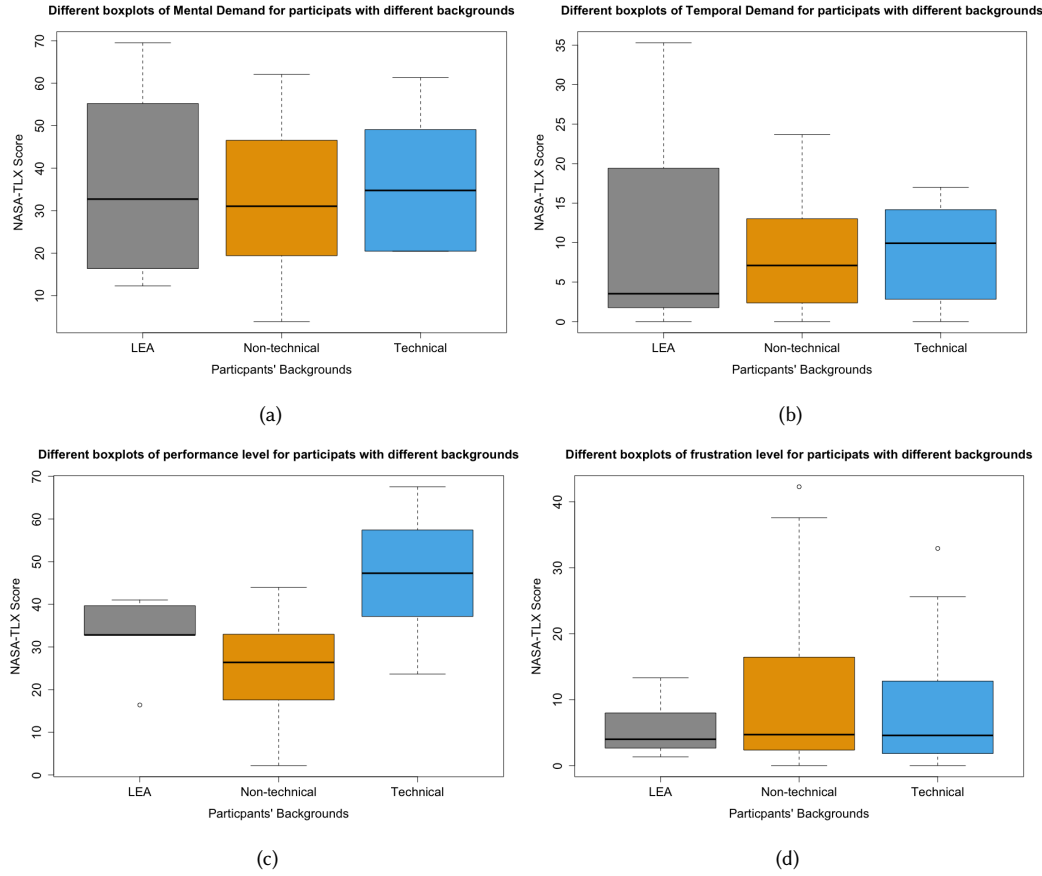 Different boxplots of Mental Demand for participats with different backgrounds
NASA-TLX Score
70
60
50
40
30
20
10
LEA
Non-technical
Technical
Particpants' Backgrounds
(a)
Different boxplots of Temporal Demand for participats with different backgrounds
NASA-TLX Score
35
30
25
20
15
10
5
0
LEA
Non-technical
Technical
Particpants' Backgrounds
(b)
Different boxplots of performance level for participats with different backgrounds
NASA-TLX Score
70
60
50
40
30
20
10
0
LEA
Non-technical
Technical
Particpants' Backgrounds
(c)
Different boxplots of frustration level for participats with different backgrounds
NASA-TLX Score
40
30
20
10
0
LEA
Non-technical
Technical
Particpants' Backgrounds
(d)